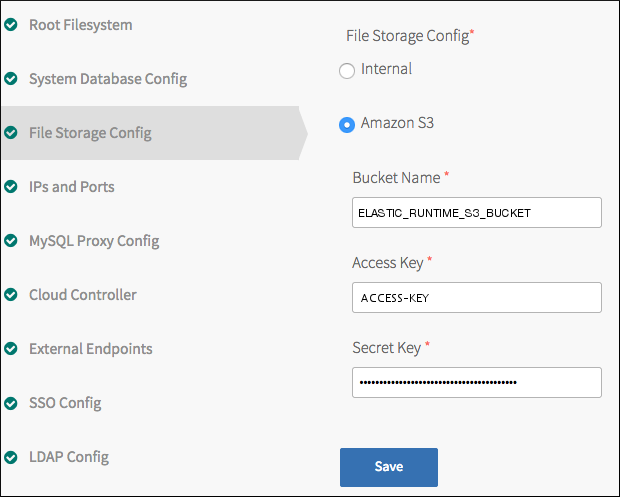 Root Filesystem
System Database Config
File Storage Config
IPs and Ports
MySQL Proxy Config
Cloud Controller
External Endpoints
SSO Config
LDAP Config
File Storage Config*
Internal
Amazon S3
Bucket Name *
ELASTIC_RUNTIME_S3_BUCKET
Access Key *
ACCESS-KEY
Secret Key *
Save